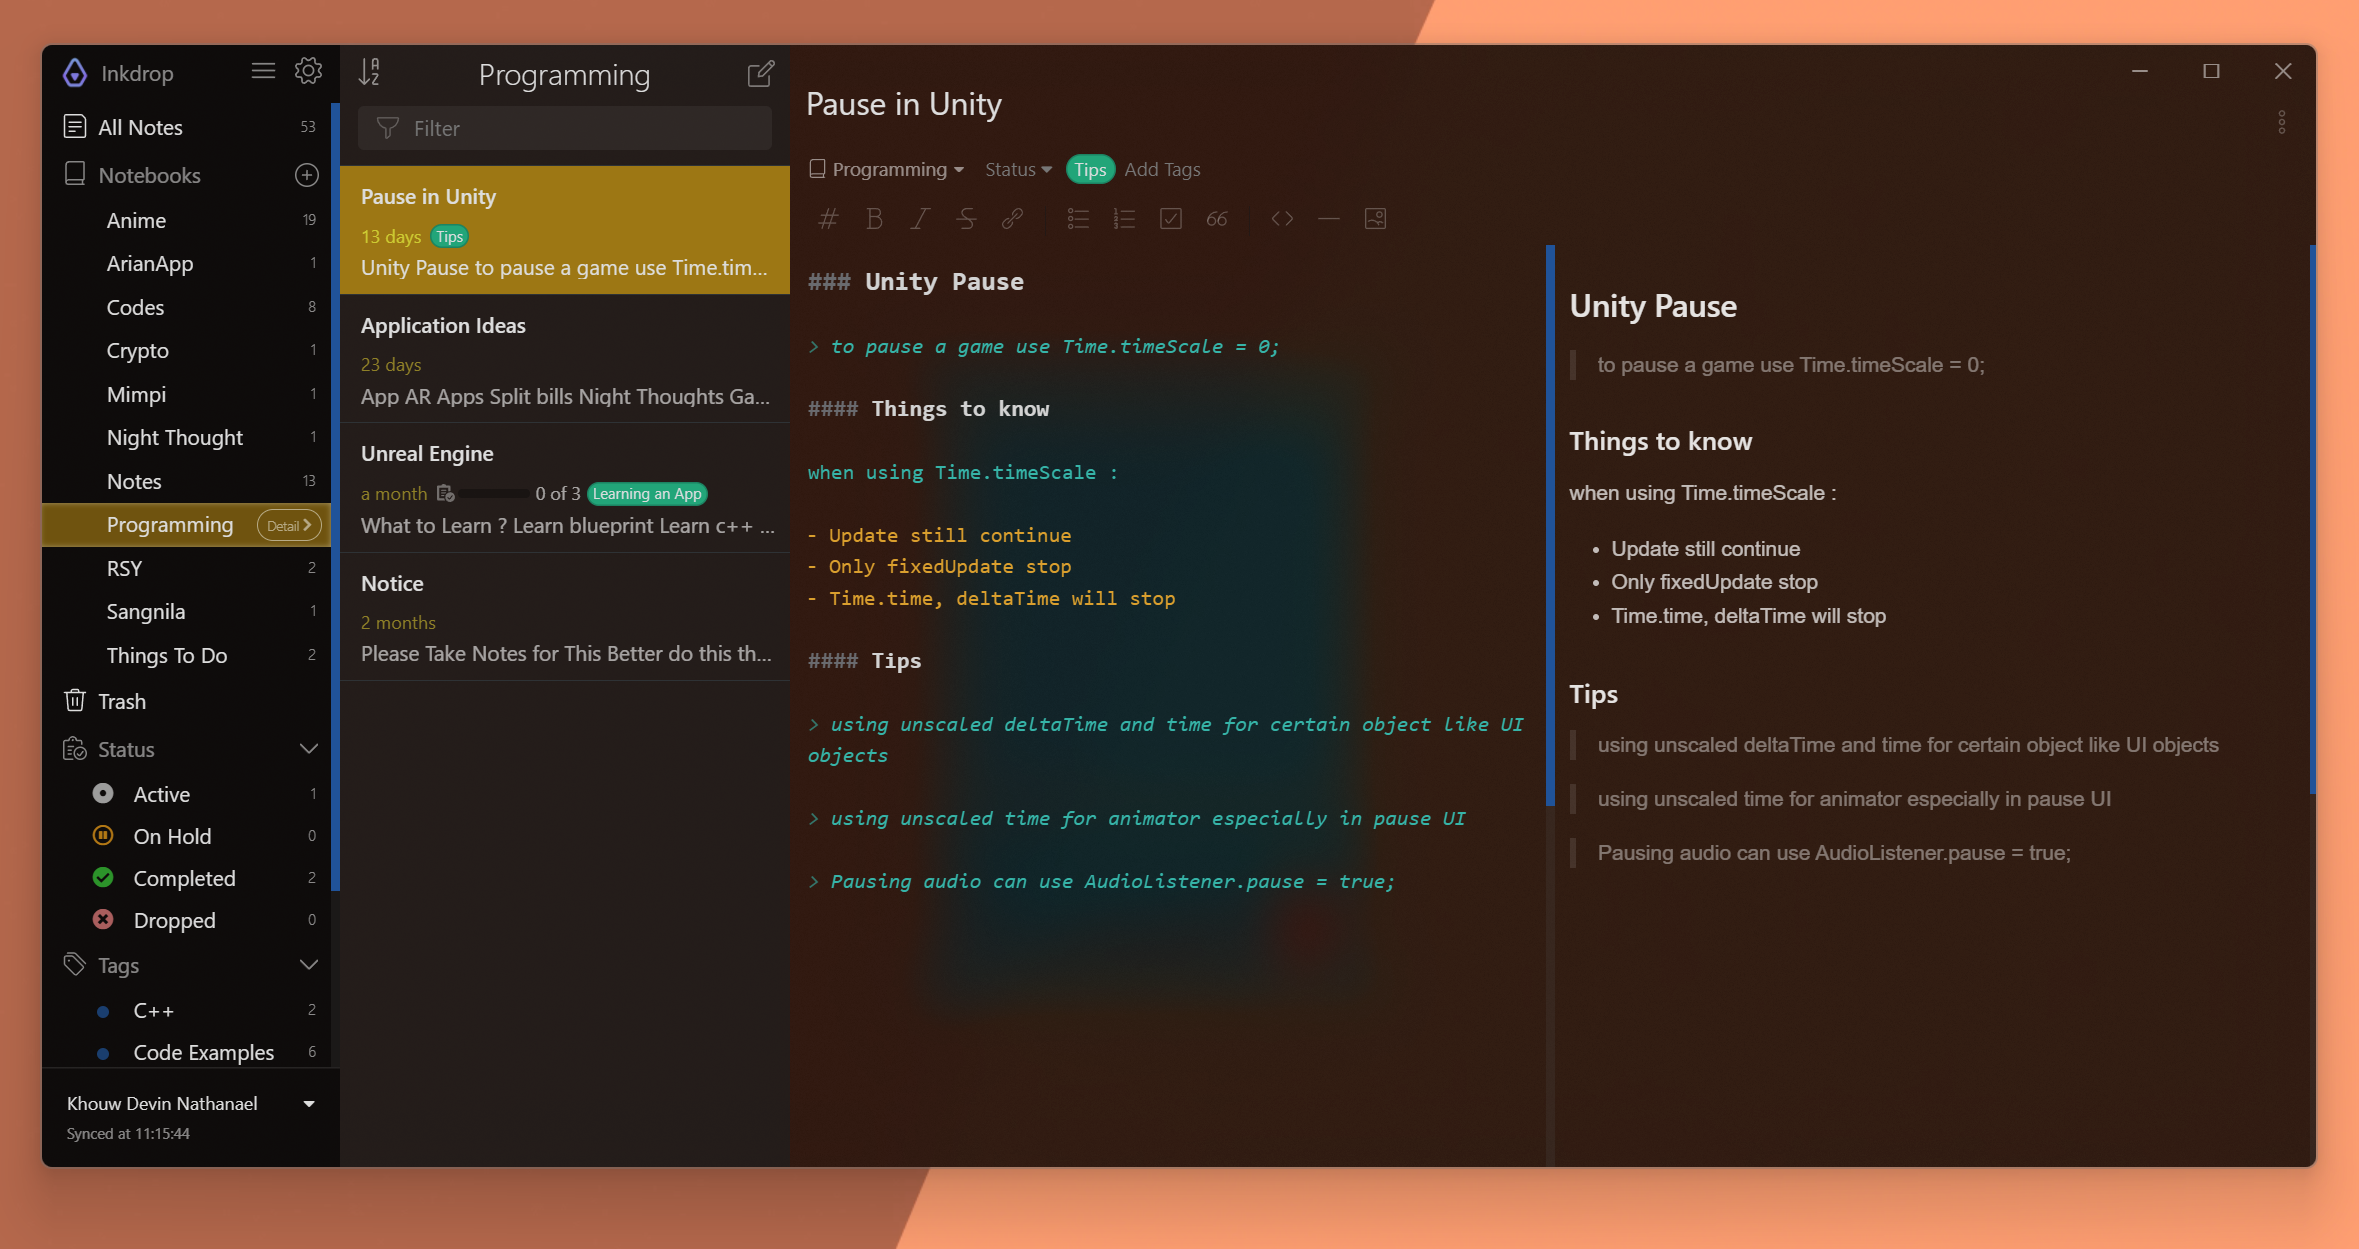 Inkdrop
All Notes 53
Notebooks
Anime 19
ArianApp 1
Codes 8
Crypto 1
Mimpi 1
Night Thought 1
Notes 13
Programming Detail
RSY 2
Sangnila 1
Things To Do 2
Trash
Status
Active 1
On Hold 0
Completed 2
Dropped 0
Tags
C++ 2
Code Examples 6
Khouw Devin Nathanael
Synced at 11:15:44
Programming
Filter
Pause in Unity
13 days Tips
Unity Pause to pause a game use Time.tim...
Application Ideas
23 days
App AR Apps Split bills Night Thoughts Ga...
Unreal Engine
a month 0 of 3 Learning an App
What to Learn ? Learn blueprint Learn c++ ...
Notice
2 months
Please Take Notes for This Better do this th...
Pause in Unity
Programming Status Tips Add Tags
### Unity Pause
> to pause a game use Time.timeScale = 0;
#### Things to know
when using Time.timeScale :
- Update still continue
- Only fixedUpdate stop
- Time.time, deltaTime will stop
#### Tips
> using unscaled deltaTime and time for certain object like UI
objects
> using unscaled time for animator especially in pause UI
> Pausing audio can use AudioListener.pause = true;
Unity Pause
to pause a game use Time.timeScale = 0;
Things to know
when using Time.timeScale :
• Update still continue
• Only fixedUpdate stop
• Time.time, deltaTime will stop
Tips
using unscaled deltaTime and time for certain object like UI objects
using unscaled time for animator especially in pause UI
Pausing audio can use AudioListener.pause = true;